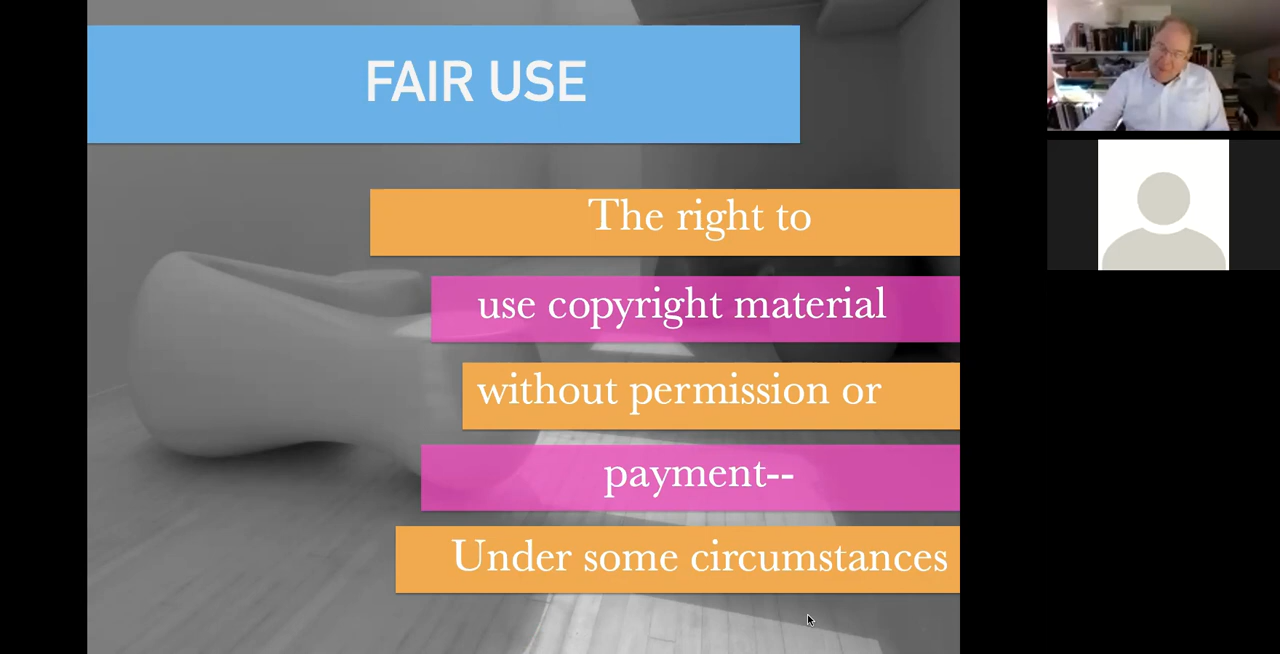 FAIR USE
The right to
use copyright material
without permission or
payment--
Under some circumstances